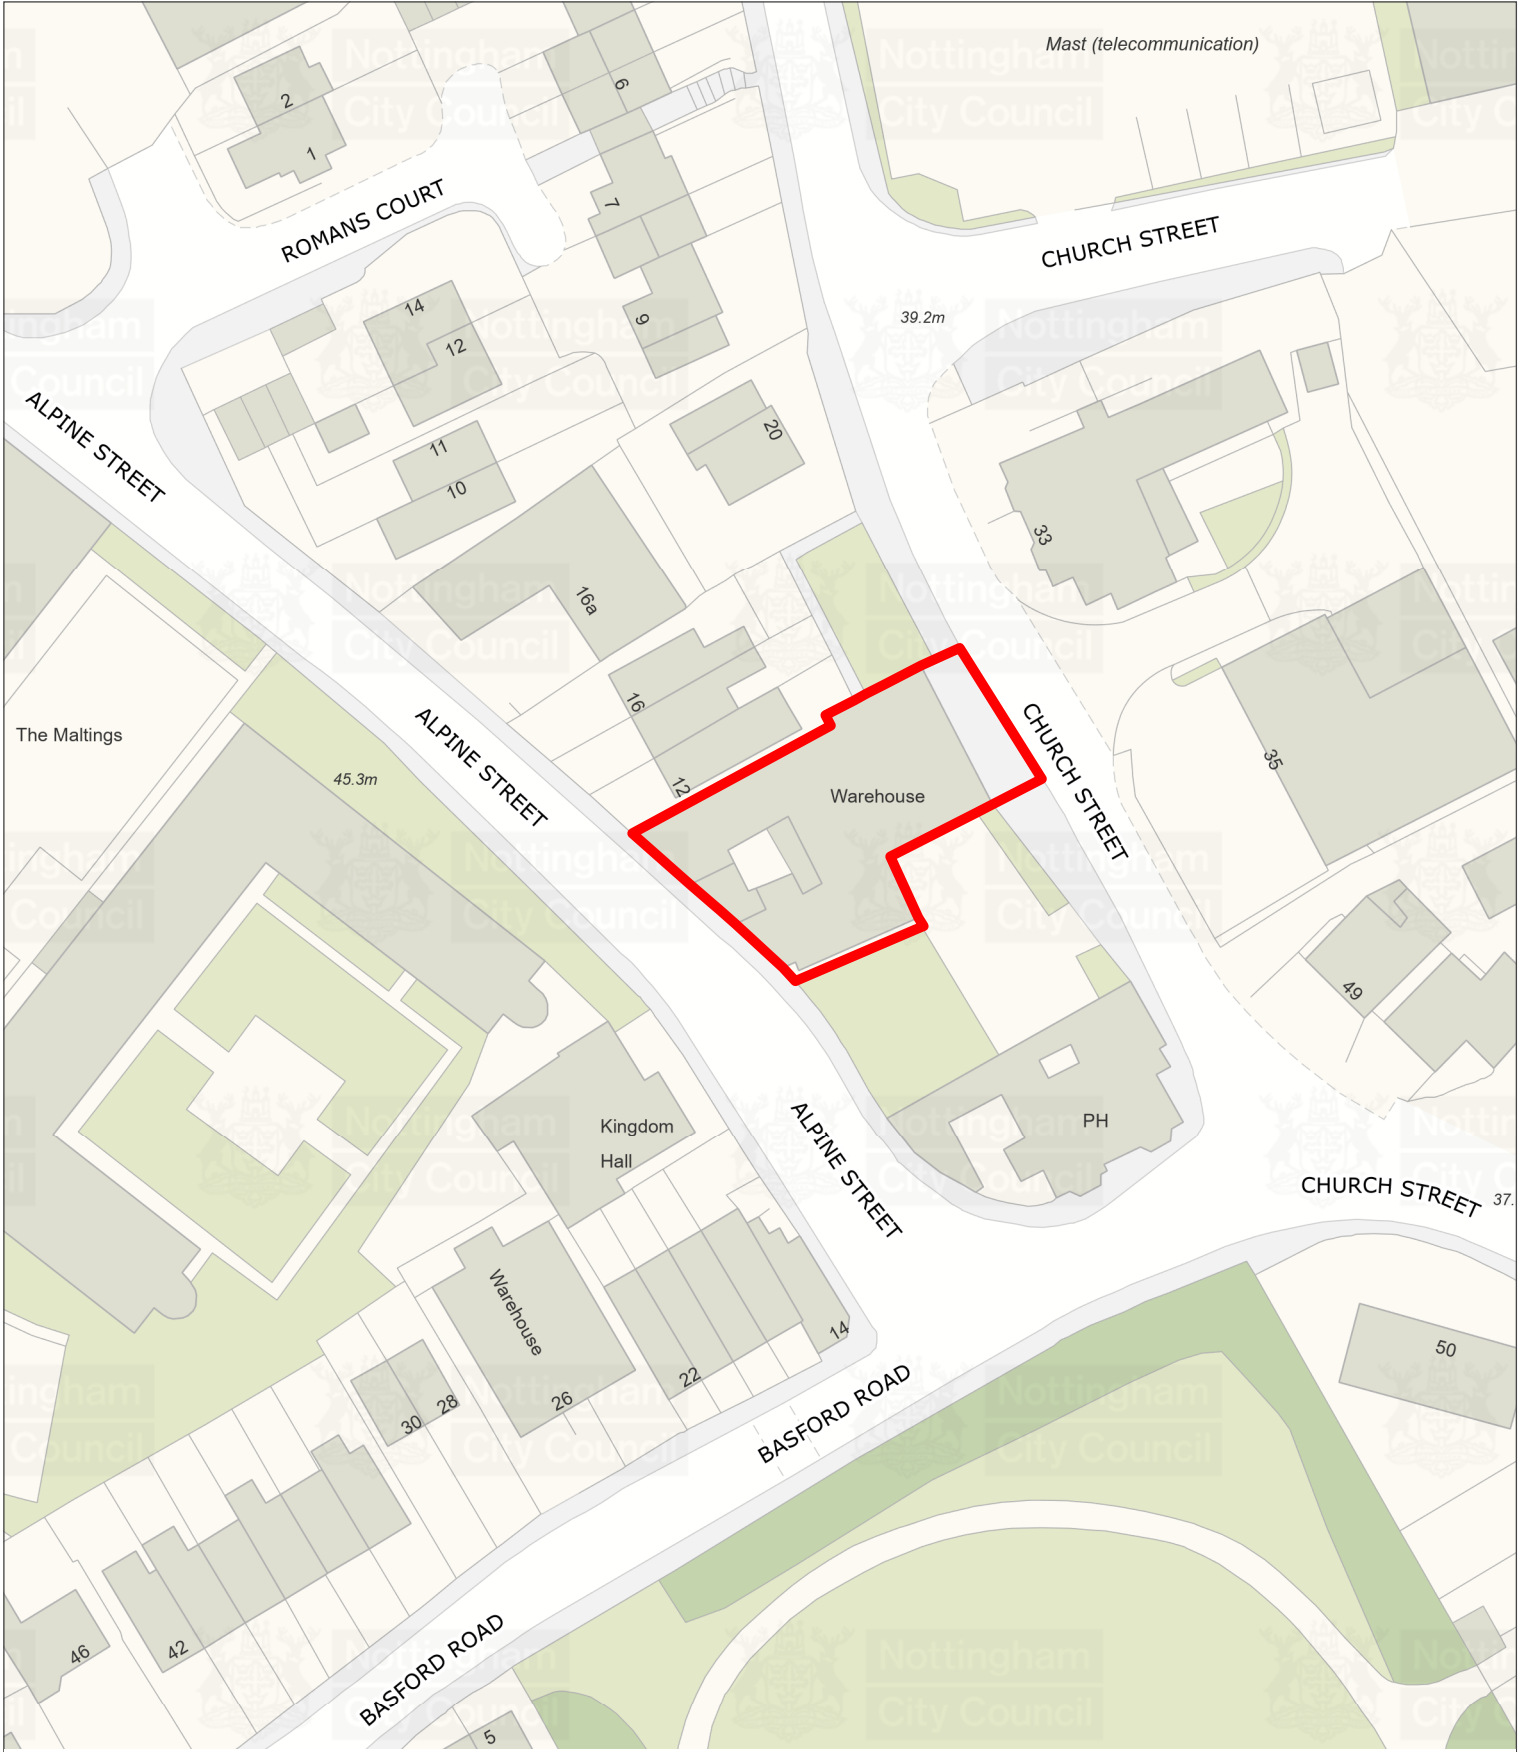 Mast (telecommunication)
6
2
1
ROMANS COURT
7
CHURCH STREET
14
39.2m
9
12
ALPINE STREET
20
11
10
33
16a
16
CHURCH STREET
ALPINE STREET
The Maltings
35
45.3m
12
Warehouse
49
Kingdom
Hall
PH
ALPINE STREET
CHURCH STREET
37.
Warehouse
14
50
22
BASFORD ROAD
26
28
30
42
46
BASFORD ROAD
5
Nottingham
City Council